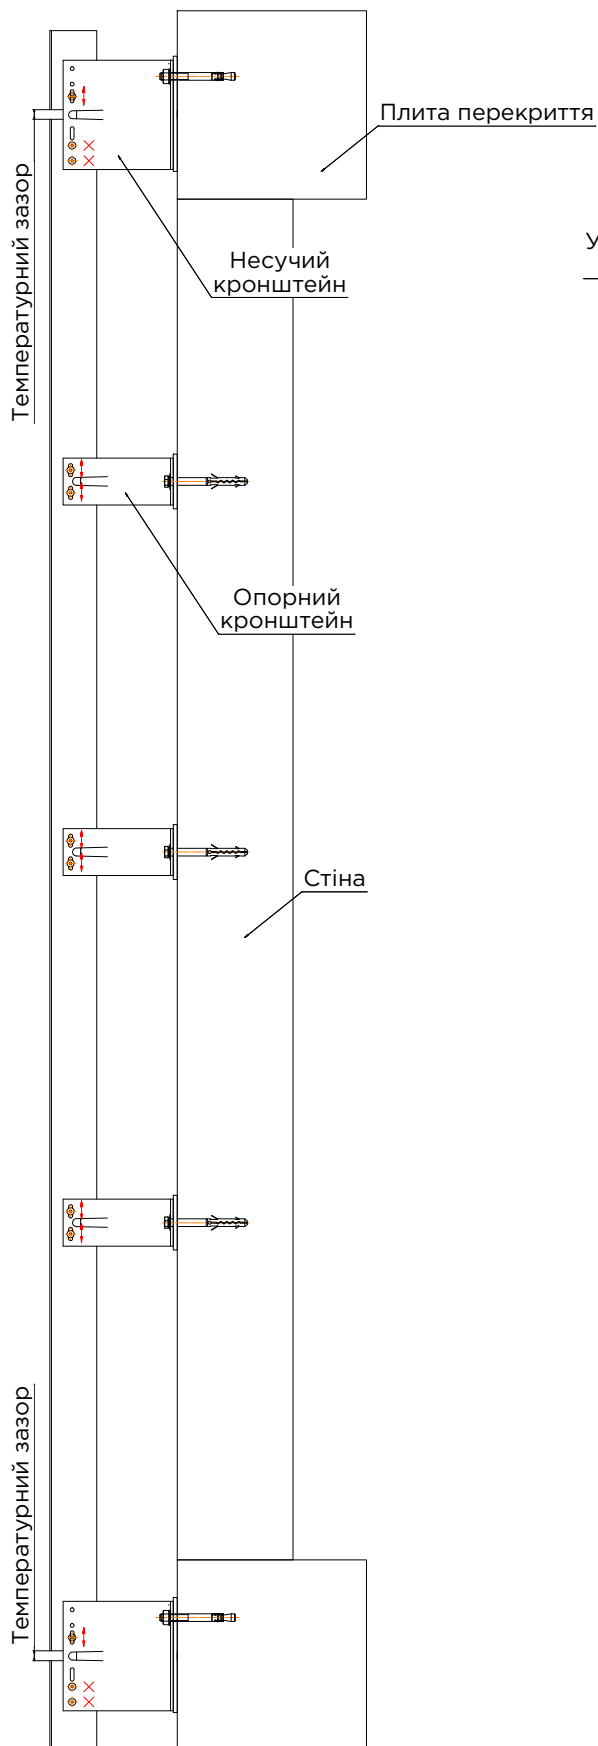 Плита перекриття
У
Температурний зазор
Несучий
кронштейн
Опорний
кронштейн
Стіна
Температурний зазор